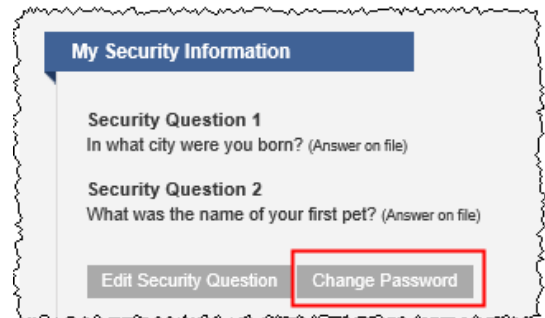 My Security Information
Security Question 1
In what city were you born? (Answer on file)
Security Question 2
What was the name of your first pet? (Answer on file)
Edit Security Question Change Password